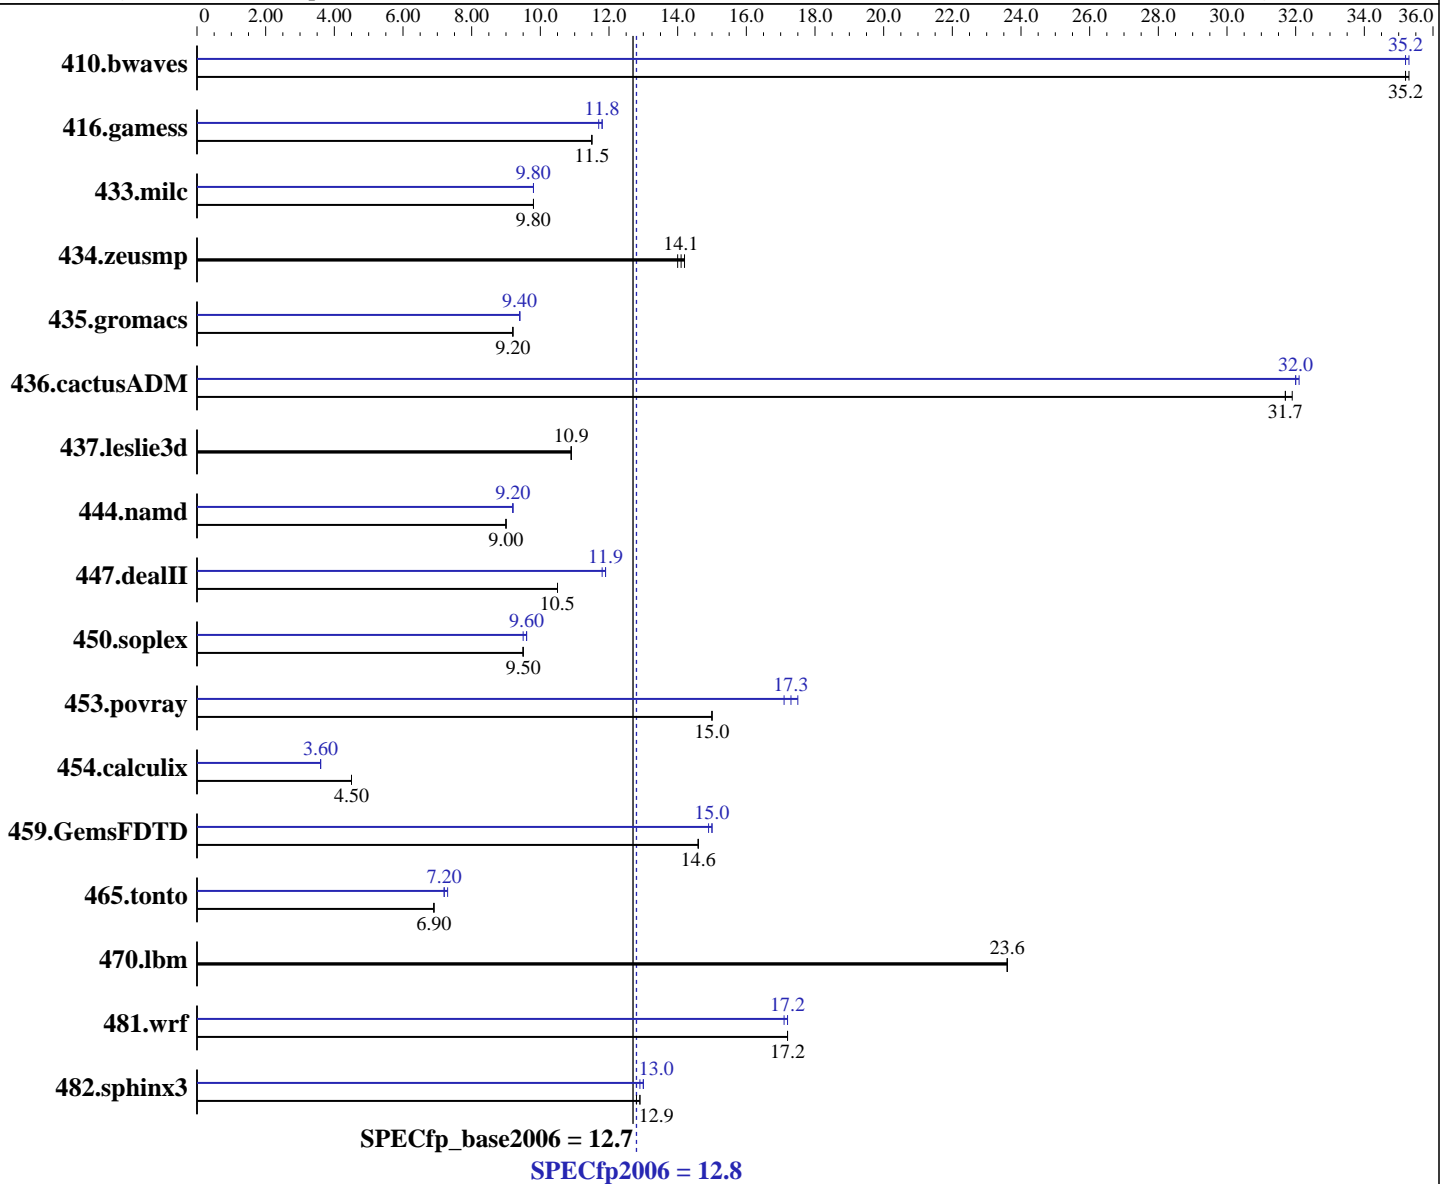 0 2.00 4.00 6.00 8.00 10.0 12.0 14.0 16.0 18.0 20.0 22.0 24.0 26.0 28.0 30.0 32.0 34.0 36.0
35.2
410.bwaves
35.2
11.8
416.gamess
11.5
9.80
433.milc
9.80
14.1
434.zeusmp
9.40
435.gromacs
9.20
32.0
436.cactusADM
31.7
10.9
437.leslie3d
9.20
444.namd
9.00
11.9
447.dealII
10.5
9.60
450.soplex
9.50
17.3
453.povray
15.0
3.60
454.calculix
4.50
15.0
459.GemsFDTD
14.6
7.20
465.tonto
6.90
23.6
470.lbm
17.2
481.wrf
17.2
13.0
482.sphinx3
12.9
SPECfp_base2006 = 12.7
SPECfp2006 = 12.8